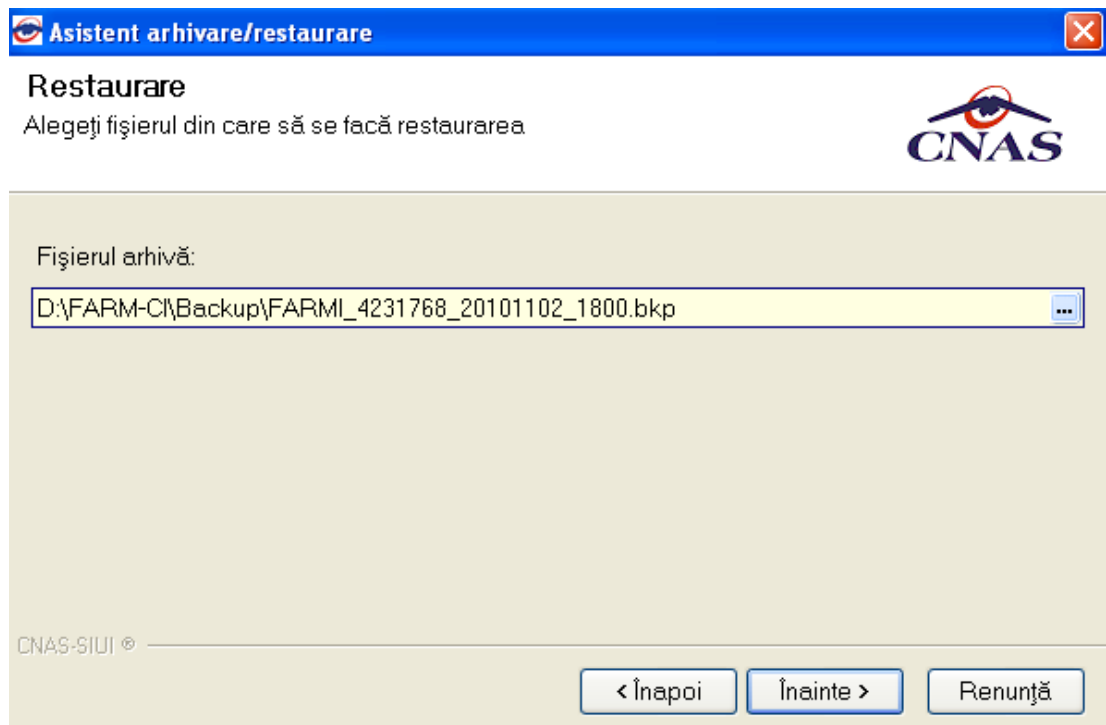 Asistent arhivare/restaurare
Restaurare
Alegeţi fişierul din care să se facă restaurarea
CNAS
Fişierul arhivă:
D:\FARM-CI\Backup\FARMI_4231768_20101102_1800.bkp
...
CNAS-SIUI ®
< Înapoi
Înainte >
Renunţă